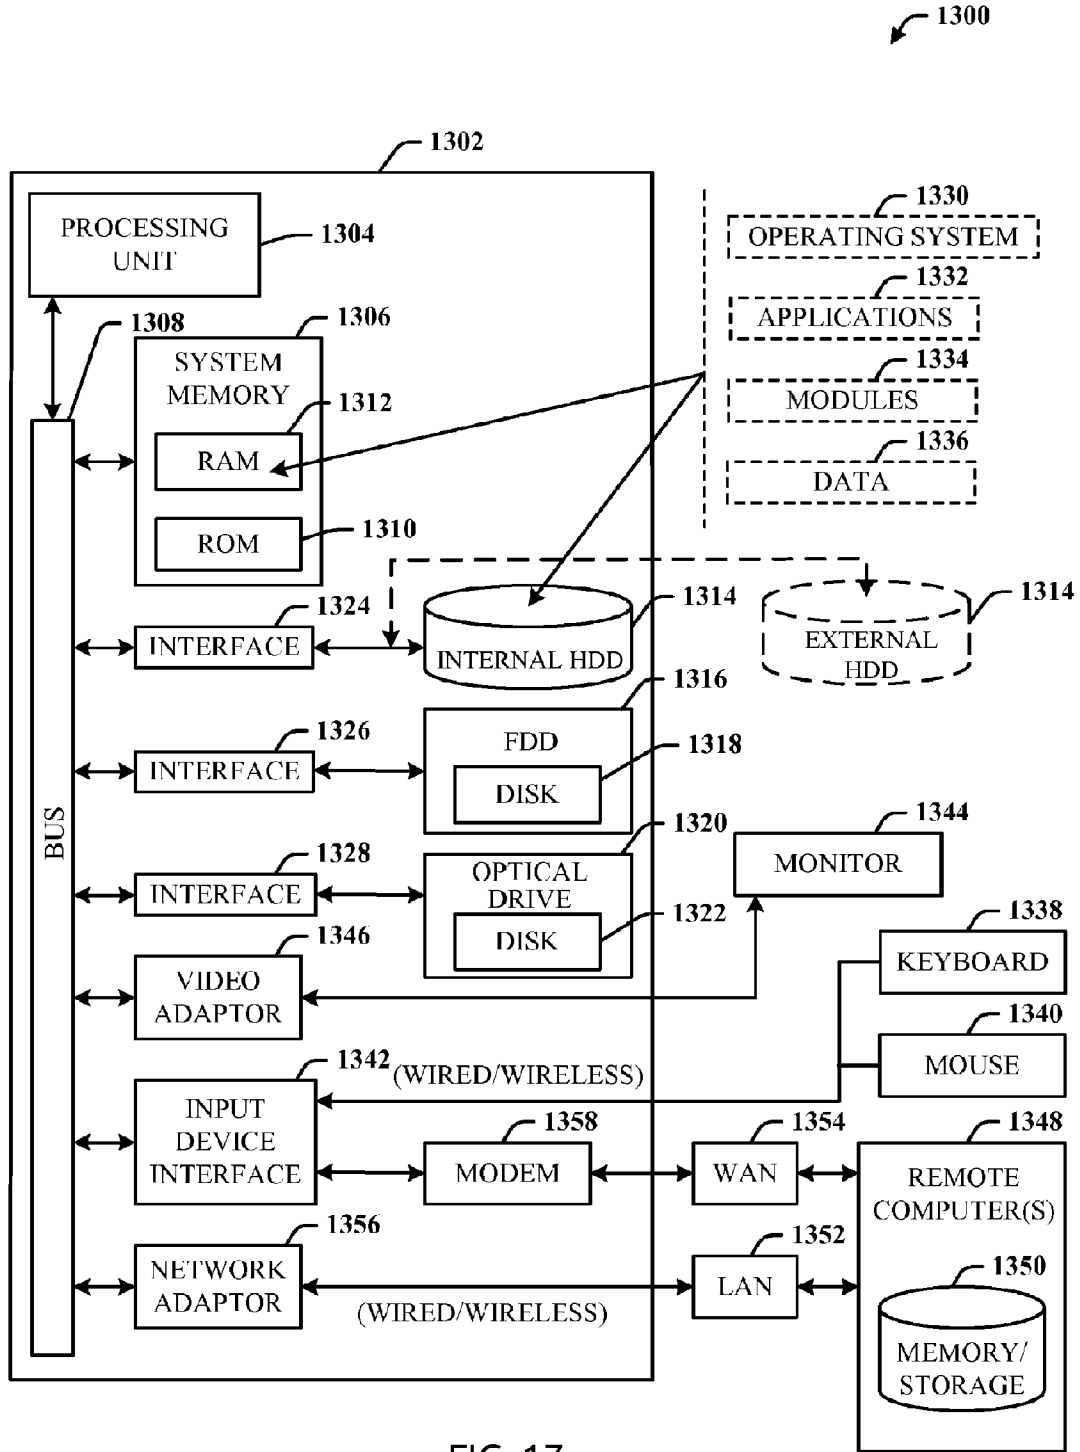 1300
1302
PROCESSING
UNIT
1304
1308
1306
SYSTEM
MEMORY
1312
RAM
ROM
1310
1330
OPERATING SYSTEM
1332
APPLICATIONS
1334
MODULES
1336
DATA
1324
INTERFACE
1314
INTERNAL HDD
1314
EXTERNAL
HDD
1326
INTERFACE
1316
FDD
1318
DISK
BUS
1328
INTERFACE
1320
OPTICAL
DRIVE
1322
DISK
1344
MONITOR
1346
VIDEO
ADAPTOR
1338
KEYBOARD
1340
MOUSE
1342
(WIRED/WIRELESS)
INPUT
DEVICE
INTERFACE
1358
MODEM
1354
WAN
1348
REMOTE
COMPUTER(S)
1356
NETWORK
ADAPTOR
(WIRED/WIRELESS)
1352
LAN
1350
MEMORY/
STORAGE
FIG. 17